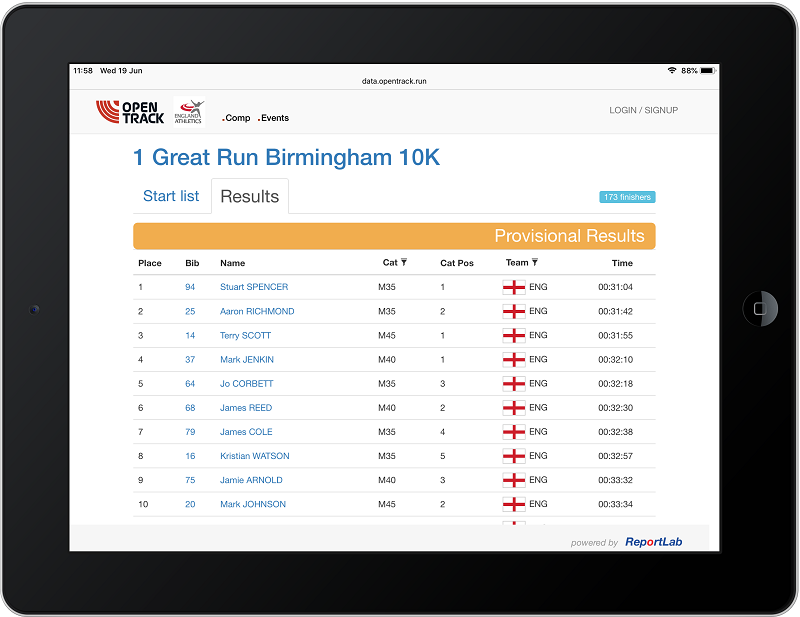 11:58 Wed 19 Jun 88%
data.opentrack.run
OPEN TRACK ENGLAND ATHLETICS .Comp .Events LOGIN / SIGNUP
1 Great Run Birmingham 10K
Start list Results 173 finishers
Provisional Results
Place Bib Name Cat Cat Pos Team Time
1 94 Stuart SPENCER M35 1 ENG 00:31:04
2 25 Aaron RICHMOND M35 2 ENG 00:31:42
3 14 Terry SCOTT M45 1 ENG 00:31:55
4 37 Mark JENKIN M40 1 ENG 00:32:10
5 64 Jo CORBETT M35 3 ENG 00:32:18
6 68 James REED M40 2 ENG 00:32:30
7 79 James COLE M35 4 ENG 00:32:38
8 16 Kristian WATSON M35 5 ENG 00:32:57
9 75 Jamie ARNOLD M40 3 ENG 00:33:32
10 20 Mark JOHNSON M45 2 ENG 00:33:34
powered by ReportLab